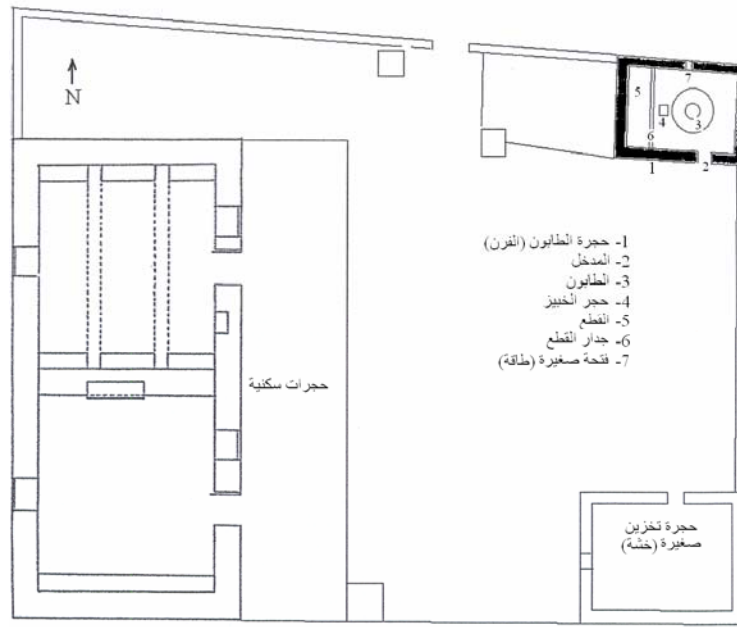 N
7
5
4
3
6
1
2
1- حجرة الطابون (الفرن)
2- المدخل
3- الطابون
4- حجر الخبيز
5- القطع
6- جدار القطع
7- فتحة صغيرة (طاقة)
حجرات سكنية
حجرة تخزين
صغيرة (خشة)